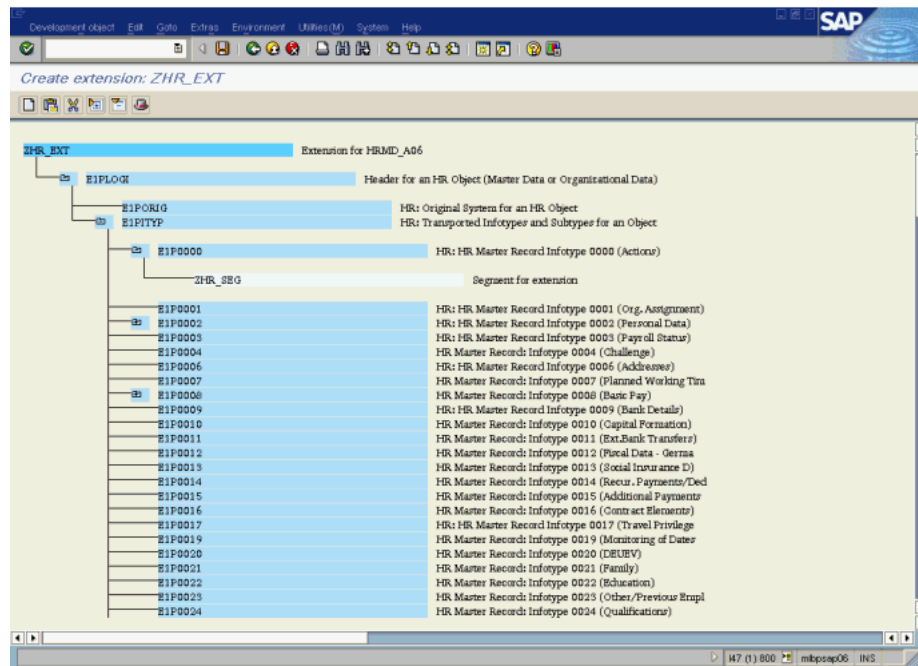 Development object Edit Goto Extras Environment Utilities(M) System Help
SAP
Create extension: ZHR_EXT
ZHR_EXT Extension for HRMD_A06
E1PLOGI Header for an HR Object (Master Data or Organizational Data)
E1PORIG HR: Original System for an HR Object
E1PITYP HR: Transported Infotypes and Subtypes for an Object
E1P0000 HR: HR Master Record Infotype 0000 (Actions)
ZHR_SEG Segment for extension
E1P0001 HR: HR Master Record Infotype 0001 (Org. Assignment)
E1P0002 HR: HR Master Record Infotype 0002 (Personal Data)
E1P0003 HR: HR Master Record Infotype 0003 (Payroll Status)
E1P0004 HR Master Record: Infotype 0004 (Challenge)
E1P0006 HR: HR Master Record Infotype 0006 (Addresses)
E1P0007 HR Master Record: Infotype 0007 (Planned Working Tim
E1P0008 HR Master Record: Infotype 0008 (Basic Pay)
E1P0009 HR: HR Master Record Infotype 0009 (Bank Details)
E1P0010 HR Master Record: Infotype 0010 (Capital Formation)
E1P0011 HR Master Record: Infotype 0011 (Ext.Bank Transfers)
E1P0012 HR Master Record: Infotype 0012 (Fiscal Data - Germa
E1P0013 HR Master Record: Infotype 0013 (Social Insurance D)
E1P0014 HR Master Record: Infotype 0014 (Recur. Payments/Ded
E1P0015 HR Master Record: Infotype 0015 (Additional Payments
E1P0016 HR Master Record: Infotype 0016 (Contract Elements)
E1P0017 HR: HR Master Record Infotype 0017 (Travel Privilege
E1P0019 HR Master Record: Infotype 0019 (Monitoring of Dates
E1P0020 HR Master Record: Infotype 0020 (DEUEV)
E1P0021 HR Master Record: Infotype 0021 (Family)
E1P0022 HR Master Record: Infotype 0022 (Education)
E1P0023 HR Master Record: Infotype 0023 (Other/Previous Empl
E1P0024 HR Master Record: Infotype 0024 (Qualifications)
I47 (1) 800 mlbpsap06 INS